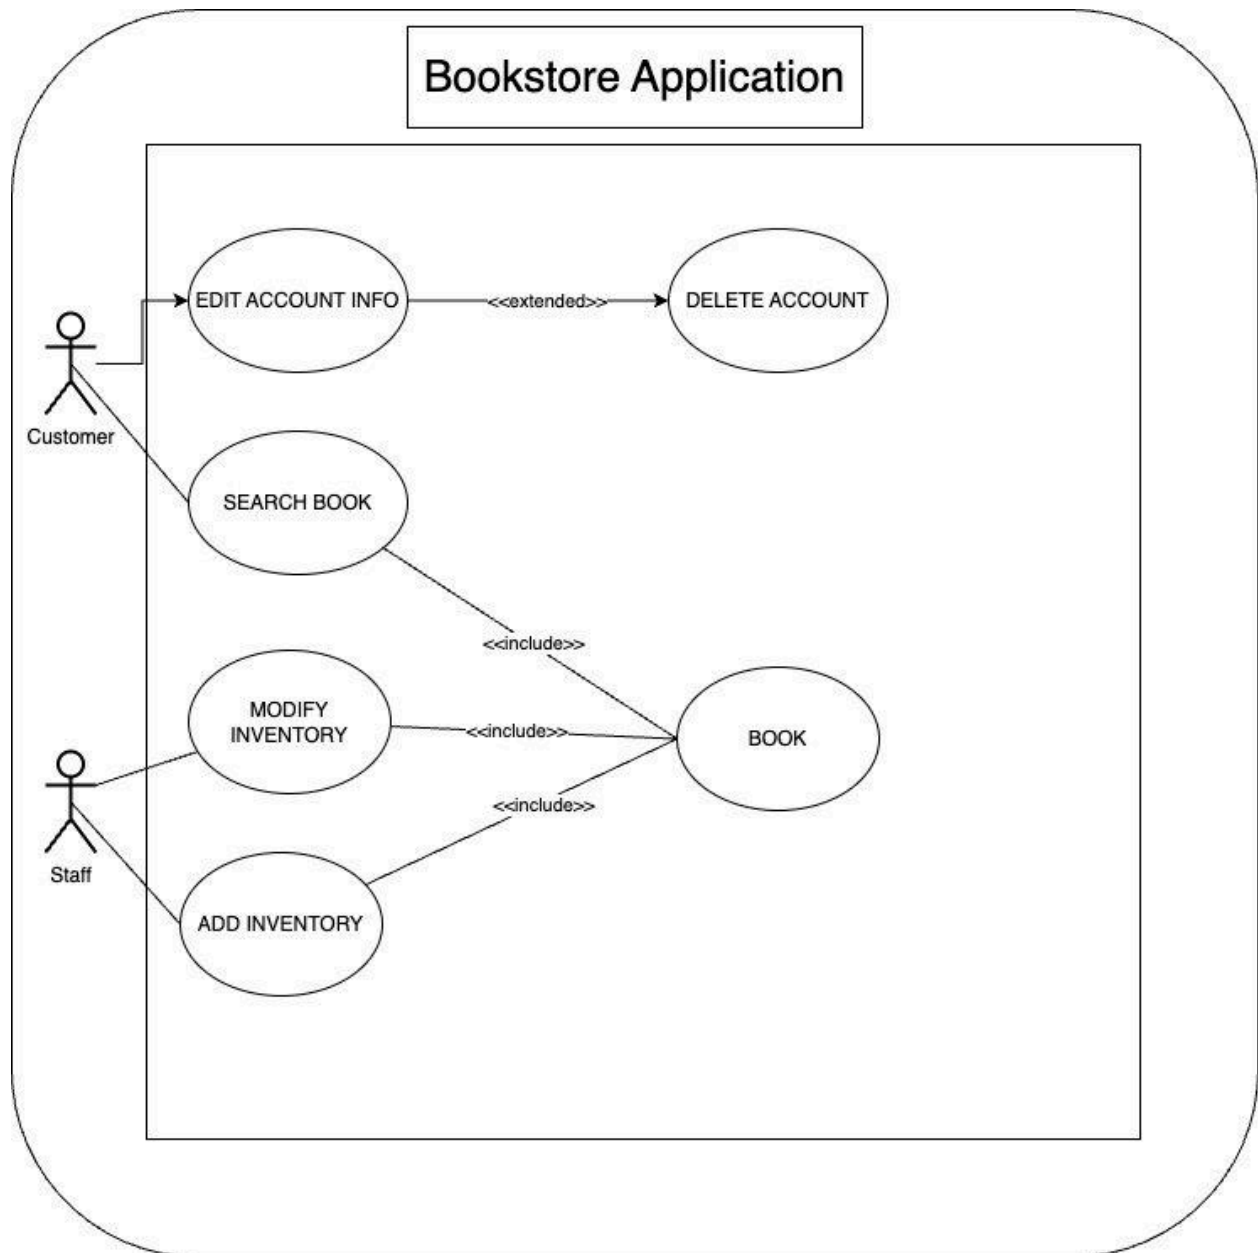 Bookstore Application
EDIT ACCOUNT INFO
<<extended>>
DELETE ACCOUNT
Customer
SEARCH BOOK
<<include>>
MODIFY
INVENTORY
<<include>>
BOOK
<<include>>
Staff
ADD INVENTORY